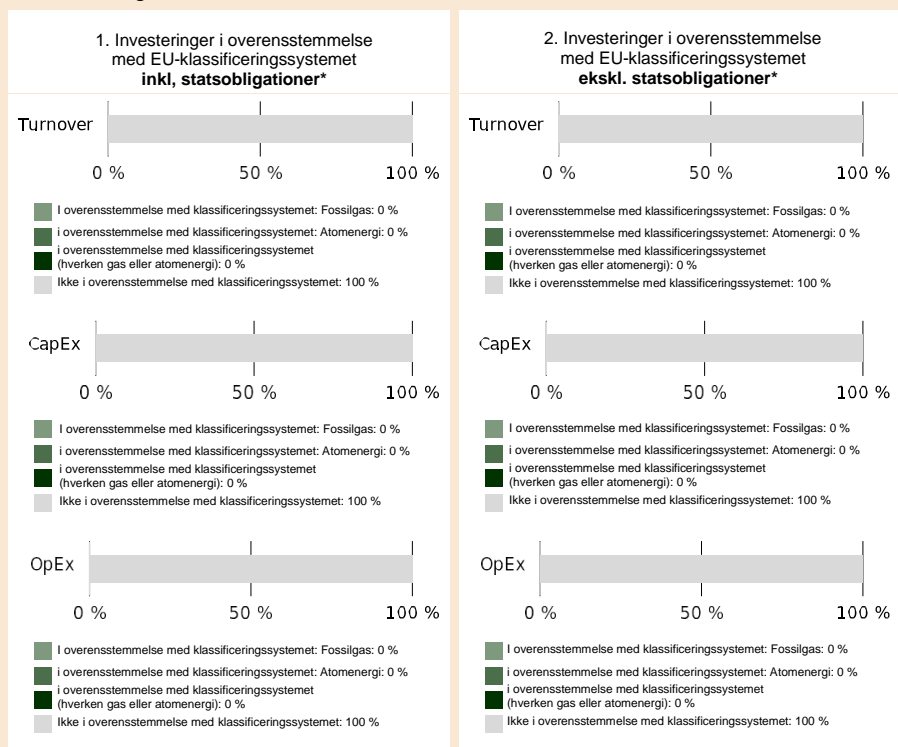 1. Investeringer i overensstemmelse
med EU-klassificeringssystemet
inkl, statsobligationer*
Turnover
0 % 50 % 100 %
I overensstemmelse med klassificeringssystemet: Fossilgas: 0 %
i overensstemmelse med klassificeringssystemet: Atomenergi: 0 %
i overensstemmelse med klassificeringssystemet
(hverken gas eller atomenergi): 0 %
Ikke i overensstemmelse med klassificeringssystemet: 100 %
CapEx
0 % 50 % 100 %
I overensstemmelse med klassificeringssystemet: Fossilgas: 0 %
i overensstemmelse med klassificeringssystemet: Atomenergi: 0 %
i overensstemmelse med klassificeringssystemet
(hverken gas eller atomenergi): 0 %
Ikke i overensstemmelse med klassificeringssystemet: 100 %
OpEx
0 % 50 % 100 %
I overensstemmelse med klassificeringssystemet: Fossilgas: 0 %
i overensstemmelse med klassificeringssystemet: Atomenergi: 0 %
i overensstemmelse med klassificeringssystemet
(hverken gas eller atomenergi): 0 %
Ikke i overensstemmelse med klassificeringssystemet: 100 %
2. Investeringer i overensstemmelse
med EU-klassificeringssystemet
ekskl. statsobligationer*
Turnover
0 % 50 % 100 %
I overensstemmelse med klassificeringssystemet: Fossilgas: 0 %
i overensstemmelse med klassificeringssystemet: Atomenergi: 0 %
i overensstemmelse med klassificeringssystemet
(hverken gas eller atomenergi): 0 %
Ikke i overensstemmelse med klassificeringssystemet: 100 %
CapEx
0 % 50 % 100 %
I overensstemmelse med klassificeringssystemet: Fossilgas: 0 %
i overensstemmelse med klassificeringssystemet: Atomenergi: 0 %
i overensstemmelse med klassificeringssystemet
(hverken gas eller atomenergi): 0 %
Ikke i overensstemmelse med klassificeringssystemet: 100 %
OpEx
0 % 50 % 100 %
I overensstemmelse med klassificeringssystemet: Fossilgas: 0 %
i overensstemmelse med klassificeringssystemet: Atomenergi: 0 %
i overensstemmelse med klassificeringssystemet
(hverken gas eller atomenergi): 0 %
Ikke i overensstemmelse med klassificeringssystemet: 100 %